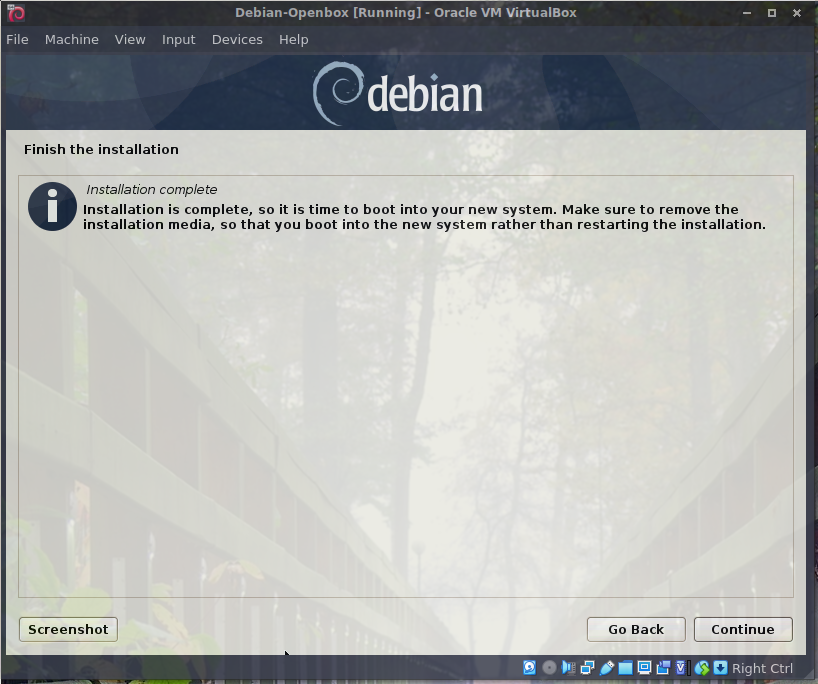 Debian-Openbox [Running] - Oracle VM VirtualBox
File Machine View Input Devices Help
debian
Finish the installation
Installation complete
Installation is complete, so it is time to boot into your new system. Make sure to remove the
installation media, so that you boot into the new system rather than restarting the installation.
Screenshot Go Back Continue
Right Ctrl